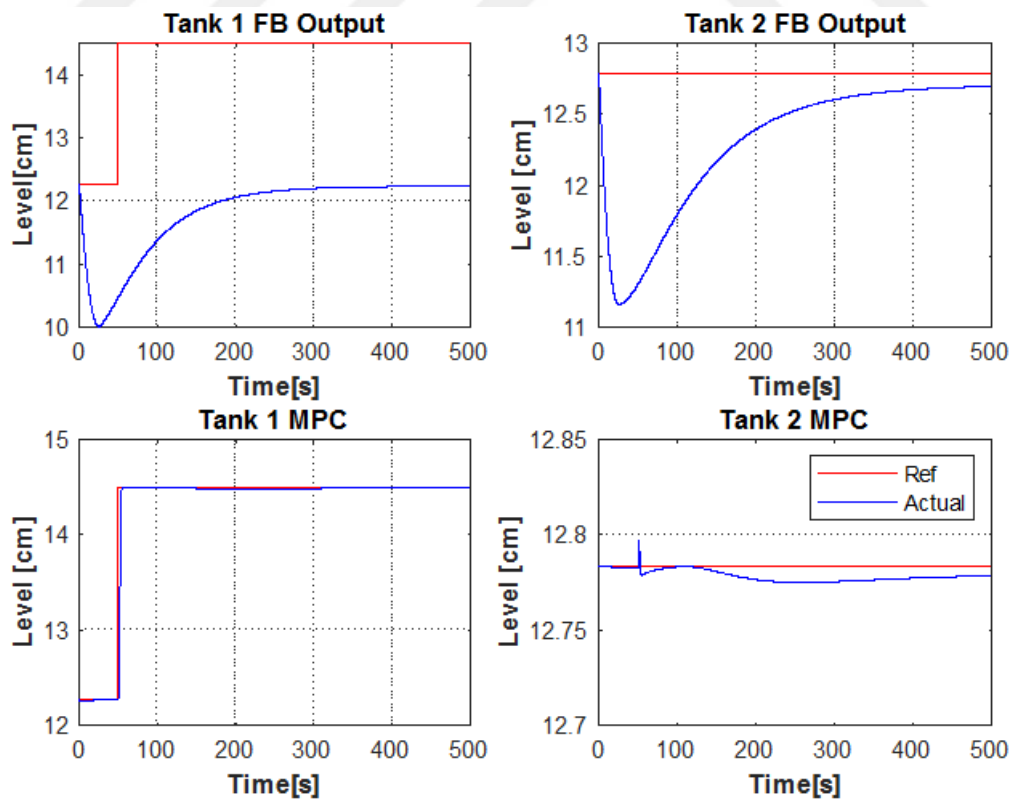 Tank 1 FB Output
Level[cm]
14
13
12
11
10
0 100 200 300 400 500
Time[s]
Tank 2 FB Output
Level [cm]
13
12.5
12
11.5
11
0 100 200 300 400 500
Time[s]
Tank 1 MPC
Level [cm]
15
14
13
12
0 100 200 300 400 500
Time[s]
Tank 2 MPC
Level [cm]
12.85
12.8
12.75
12.7
Ref
Actual
0 100 200 300 400 500
Time[s]